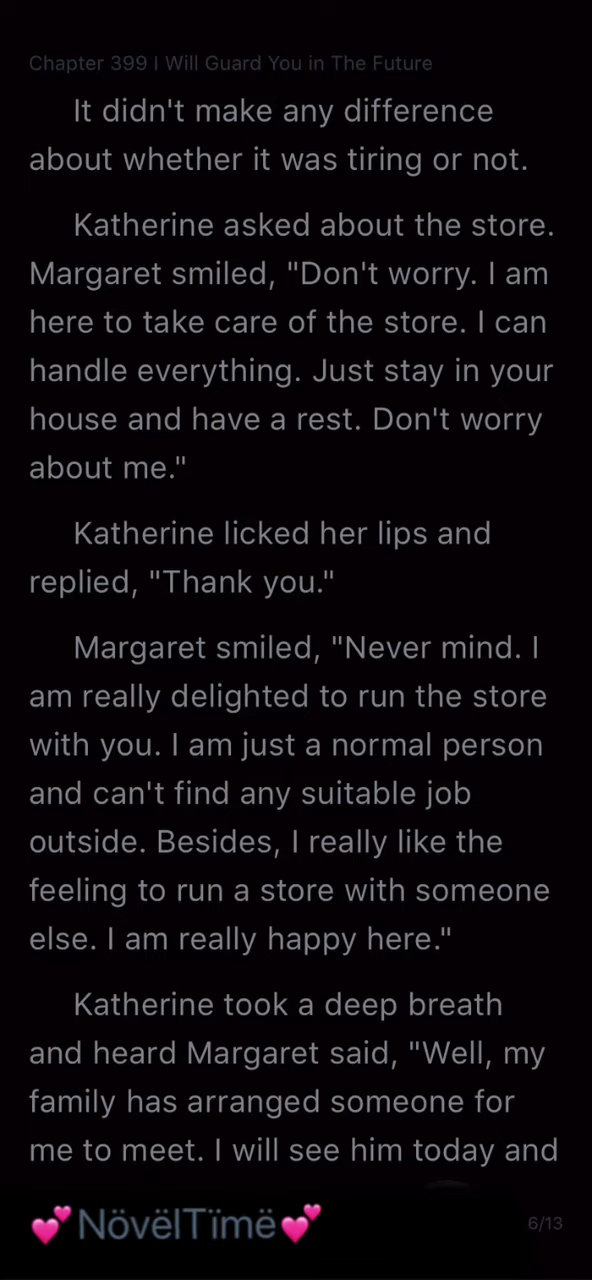 Chapter 399 I Will Guard You in The Future
It didn't make any difference
about whether it was tiring or not.
Katherine asked about the store.
Margaret smiled, "Don't worry. I am
here to take care of the store. I can
handle everything. Just stay in your
house and have a rest. Don't worry
about me."
Katherine licked her lips and
replied, "Thank you."
Margaret smiled, "Never mind. I
am really delighted to run the store
with you. I am just a normal person
and can't find any suitable job
outside. Besides, I really like the
feeling to run a store with someone
else. I am really happy here."
Katherine took a deep breath
and heard Margaret said, "Well, my
family has arranged someone for
me to meet. I will see him today and
💕NövëlTïmë💕
6/13